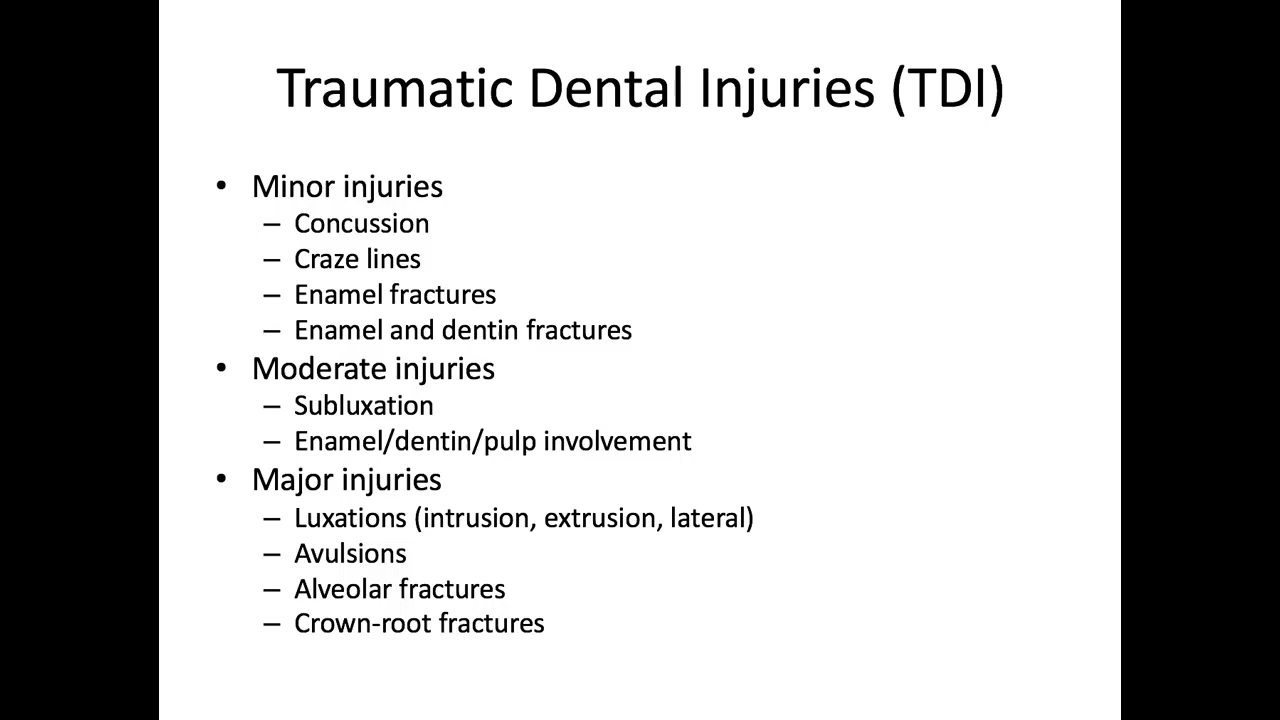 Traumatic Dental Injuries (TDI)
• Minor injuries
– Concussion
– Craze lines
– Enamel fractures
– Enamel and dentin fractures
• Moderate injuries
– Subluxation
– Enamel/dentin/pulp involvement
• Major injuries
– Luxations (intrusion, extrusion, lateral)
– Avulsions
– Alveolar fractures
– Crown-root fractures